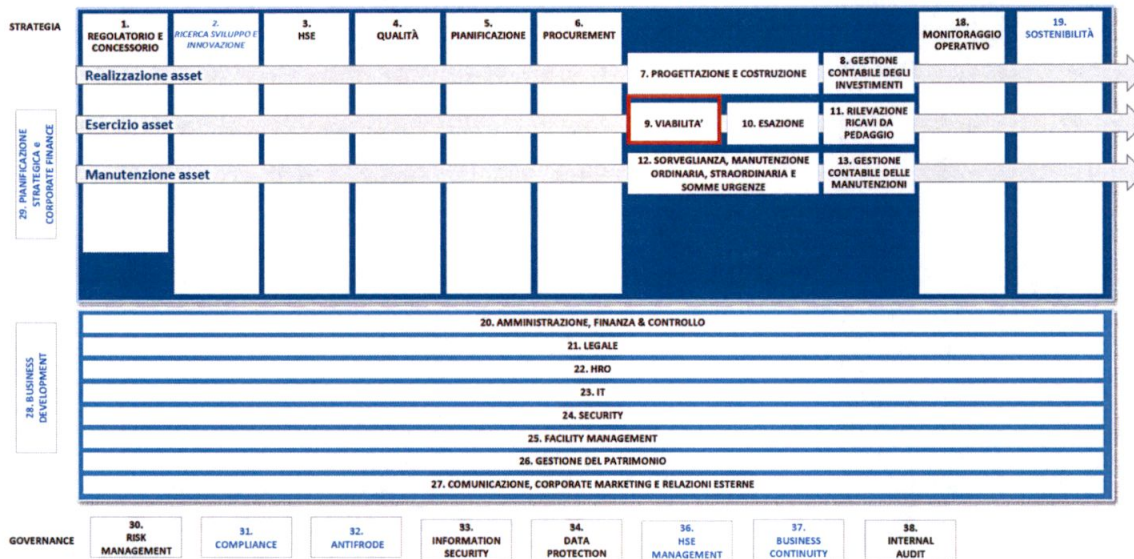 STRATEGIA
1.
REGOLATORIO E
CONCESSORIO
2.
RICERCA SVILUPPO E
INNOVAZIONE
3.
HSE
4.
QUALITÀ
5.
PIANIFICAZIONE
6.
PROCUREMENT
18.
MONITORAGGIO
OPERATIVO
19.
SOSTENIBILITÀ
Realizzazione asset
7. PROGETTAZIONE E COSTRUZIONE
8. GESTIONE
CONTABILE DEGLI
INVESTIMENTI
Esercizio asset
9. VIABILITA'
10. ESAZIONE
11. RILEVAZIONE
RICAVI DA
PEDAGGIO
Manutenzione asset
12. SORVEGLIANZA, MANUTENZIONE
ORDINARIA, STRAORDINARIA E
SOMME URGENZE
13. GESTIONE
CONTABILE DELLE
MANUTENZIONI
29. PIANIFICAZIONE
STRATEGICA e
CORPORATE FINANCE
28. BUSINESS
DEVELOPMENT
20. AMMINISTRAZIONE, FINANZA & CONTROLLO
21. LEGALE
22. HRO
23. IT
24. SECURITY
25. FACILITY MANAGEMENT
26. GESTIONE DEL PATRIMONIO
27. COMUNICAZIONE, CORPORATE MARKETING E RELAZIONI ESTERNE
GOVERNANCE
30.
RISK
MANAGEMENT
31.
COMPLIANCE
32.
ANTIFRODE
33.
INFORMATION
SECURITY
34.
DATA
PROTECTION
36.
HSE
MANAGEMENT
37.
BUSINESS
CONTINUITY
38.
INTERNAL
AUDIT